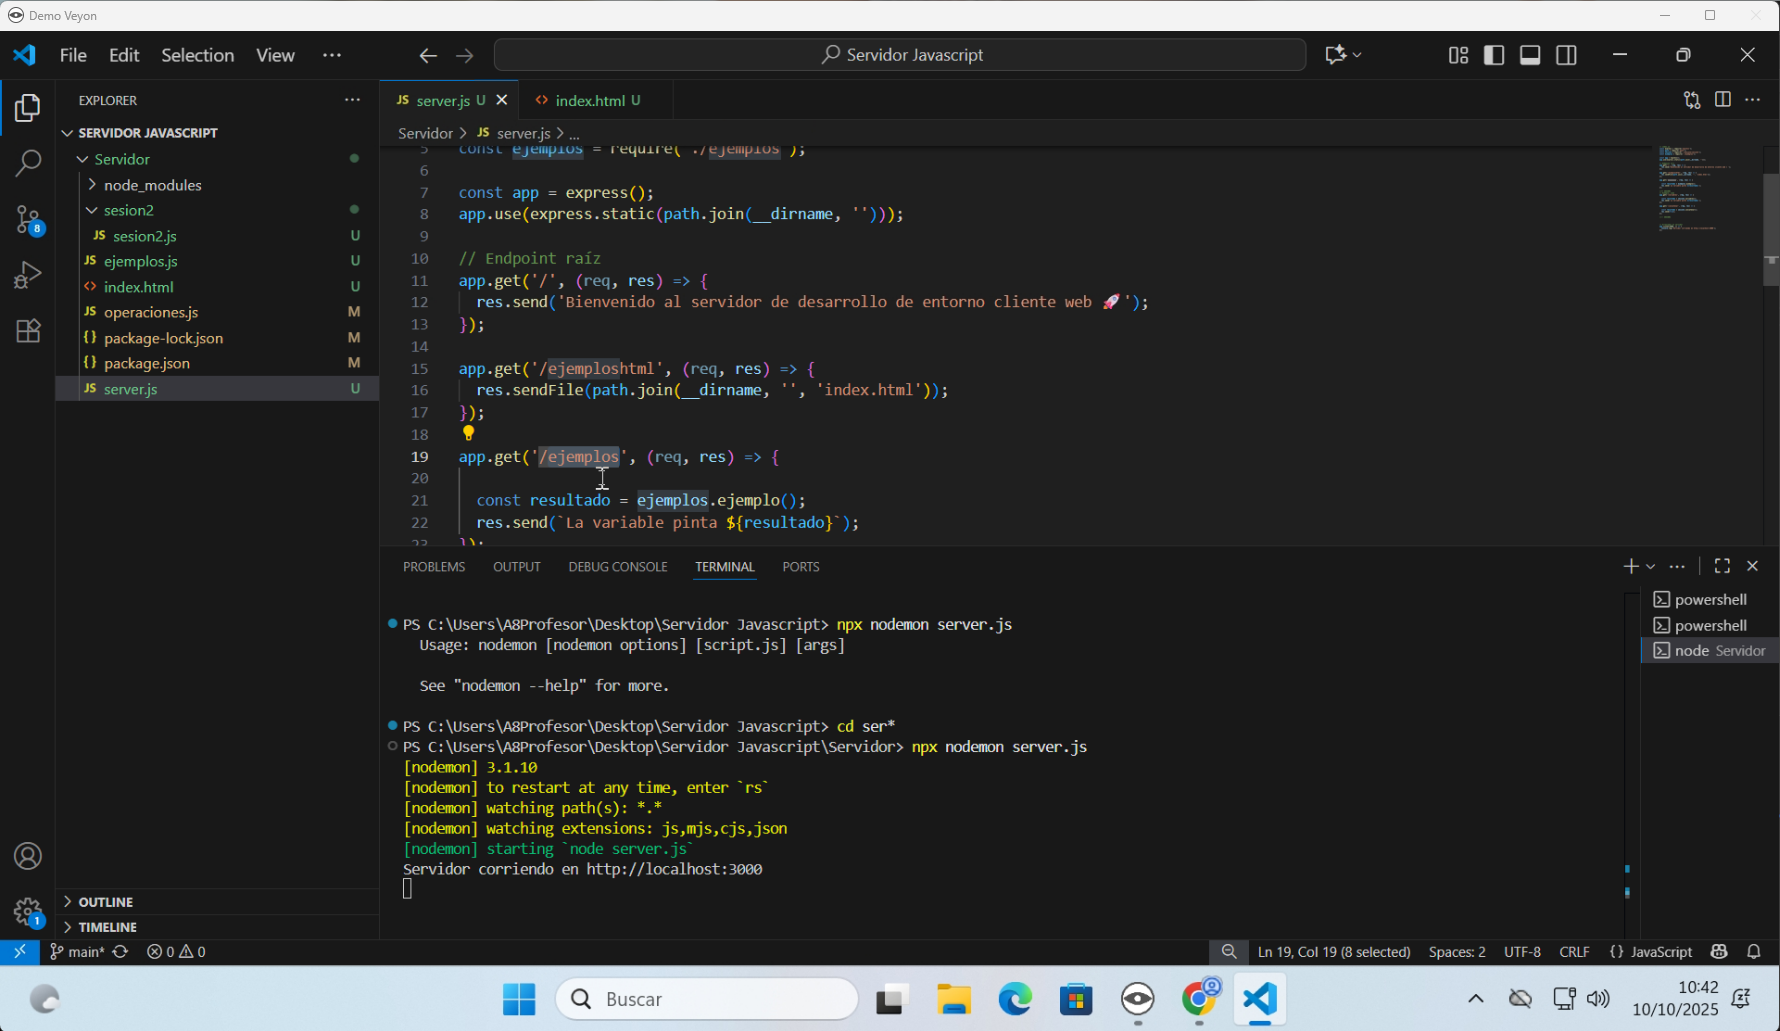 Demo Veyon
File Edit Selection View ···
Servidor Javascript
EXPLORER
SERVIDOR JAVASCRIPT
Servidor
node_modules
sesion2
JS sesion2.js U
JS ejemplos.js U
<> index.html U
JS operaciones.js M
{} package-lock.json M
{} package.json M
JS server.js U
OUTLINE
TIMELINE
JS server.js U
<> index.html U
Servidor > JS server.js > ...
5 const ejemplos = require('./ejemplos');
6
7 const app = express();
8 app.use(express.static(path.join(__dirname, '')));
9
10 // Endpoint raíz
11 app.get('/', (req, res) => {
12 res.send('Bienvenido al servidor de desarrollo de entorno cliente web 🚀');
13 });
14
15 app.get('/ejemploshtml', (req, res) => {
16 res.sendFile(path.join(__dirname, '', 'index.html'));
17 });
18
19 app.get('/ejemplos', (req, res) => {
20
21 const resultado = ejemplos.ejemplo();
22 res.send(`La variable pinta ${resultado}`);
23 });
PROBLEMS OUTPUT DEBUG CONSOLE TERMINAL PORTS
PS C:\Users\A8Profesor\Desktop\Servidor Javascript> npx nodemon server.js
Usage: nodemon [nodemon options] [script.js] [args]
See "nodemon --help" for more.
PS C:\Users\A8Profesor\Desktop\Servidor Javascript> cd ser*
PS C:\Users\A8Profesor\Desktop\Servidor Javascript\Servidor> npx nodemon server.js
[nodemon] 3.1.10
[nodemon] to restart at any time, enter `rs`
[nodemon] watching path(s): *.*
[nodemon] watching extensions: js,mjs,cjs,json
[nodemon] starting `node server.js`
Servidor corriendo en http://localhost:3000
powershell
powershell
node Servidor
8
1
main* 0 0
Ln 19, Col 19 (8 selected) Spaces: 2 UTF-8 CRLF {} JavaScript
Buscar
10:42
10/10/2025